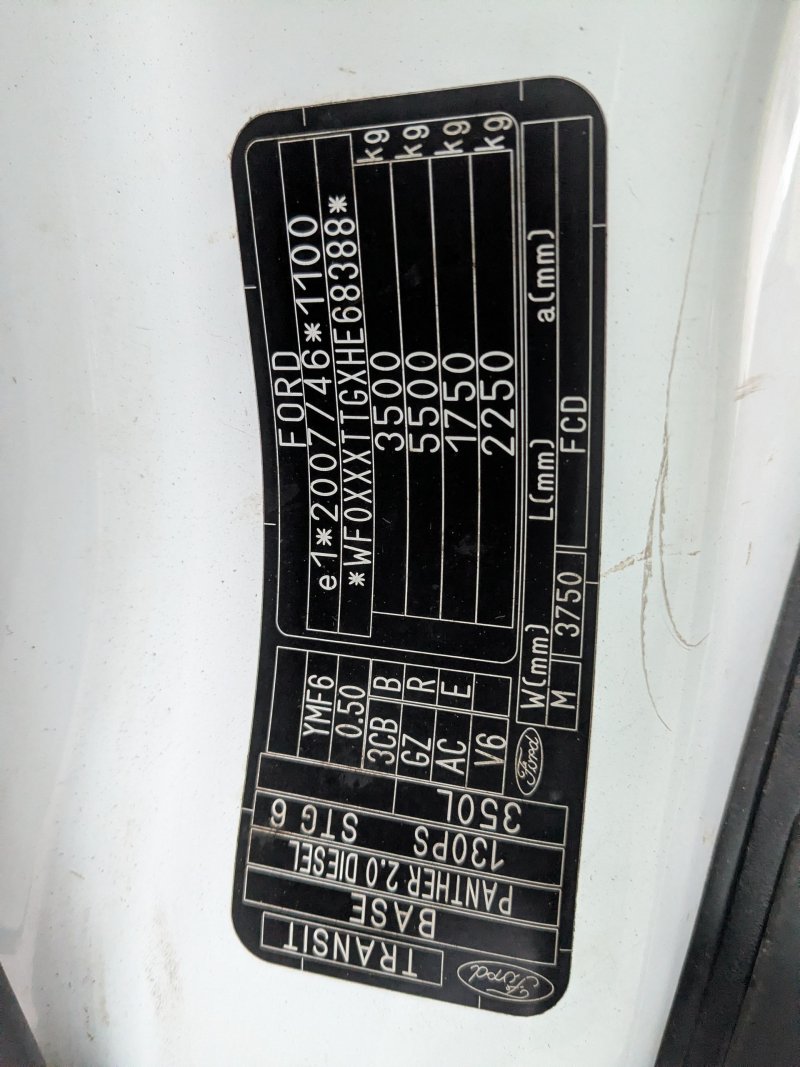 FORD
e1*2007/46*1100
*WF0XXXTTGXHE68388*
3500 kg
5500 kg
1750 kg
2250 kg
YMF6
0.50
3CB B
GZ R
AC E
V6
W(mm) L(mm) a(mm)
M 3750 FCD
Ford
TRANSIT
BASE
PANTHER 2.0 DIESEL
130PS STG 6
350L
Ford